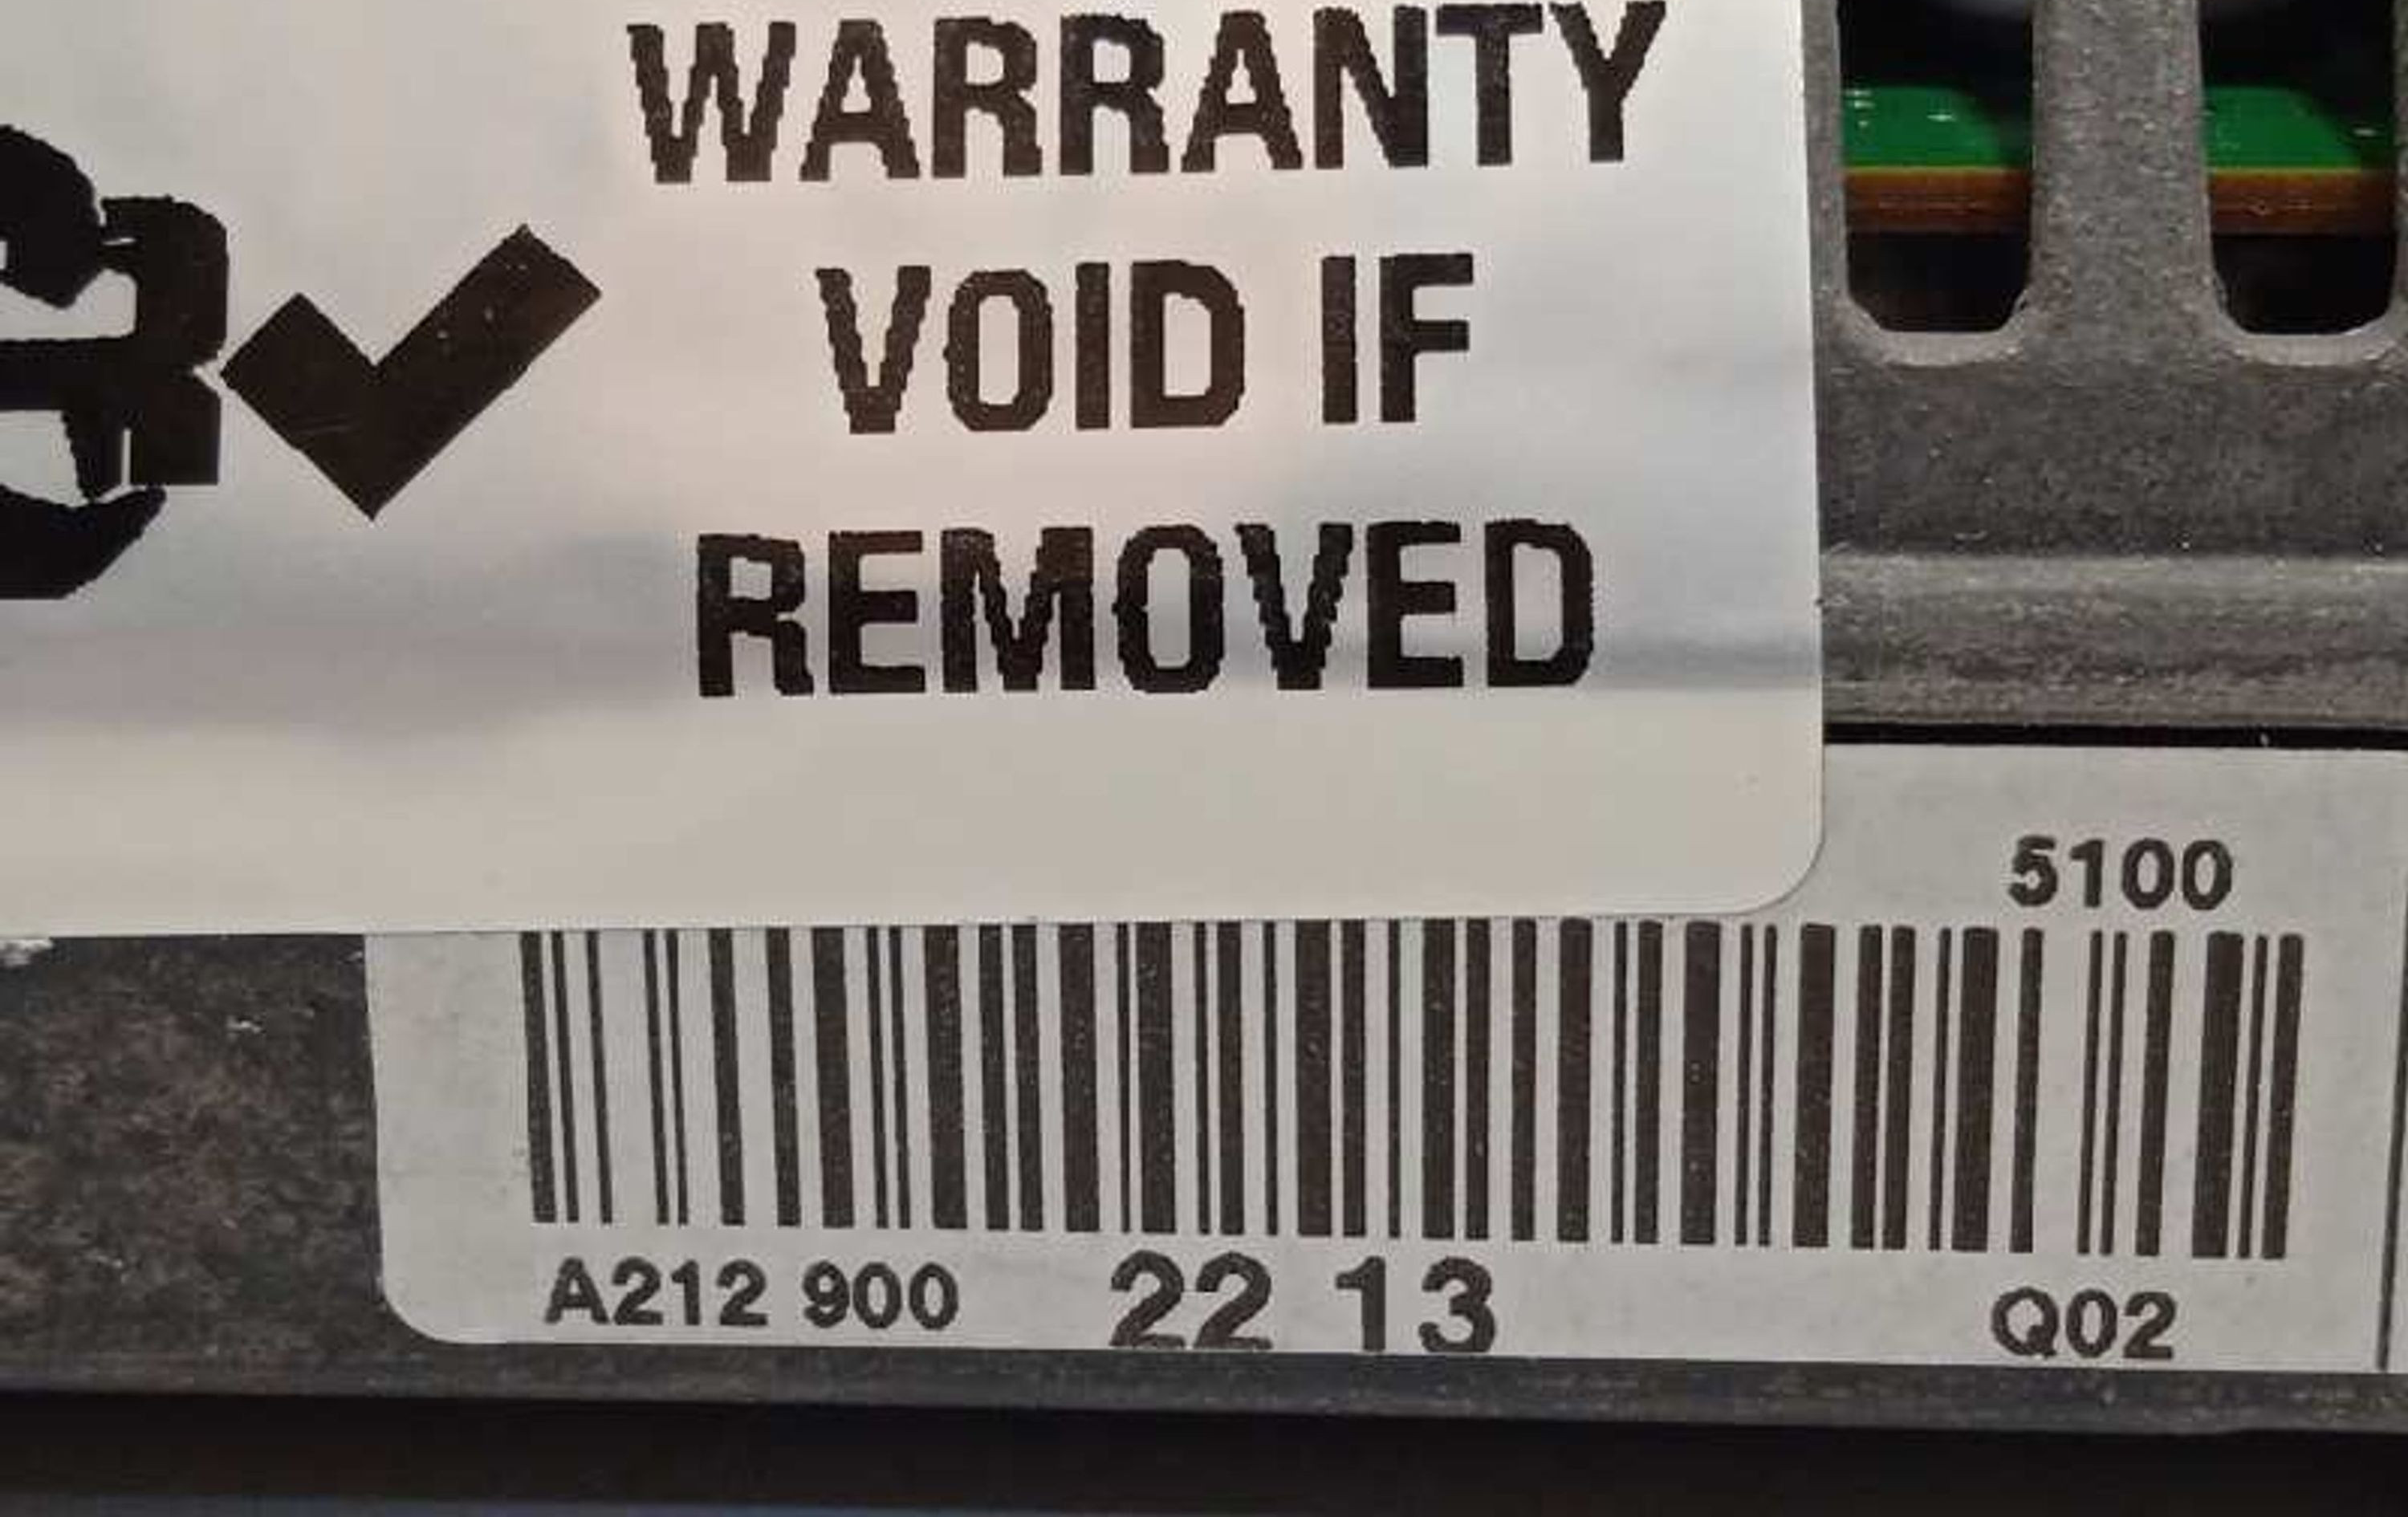 WARRANTY
VOID IF
REMOVED
5100
A212 900 22 13 Q02